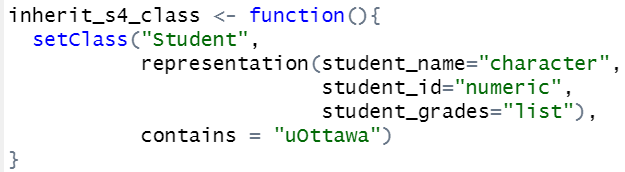 inherit_s4_class <- function(){
  setClass("Student",
           representation(student_name="character",
                          student_id="numeric",
                          student_grades="list"),
           contains = "uOttawa")
}